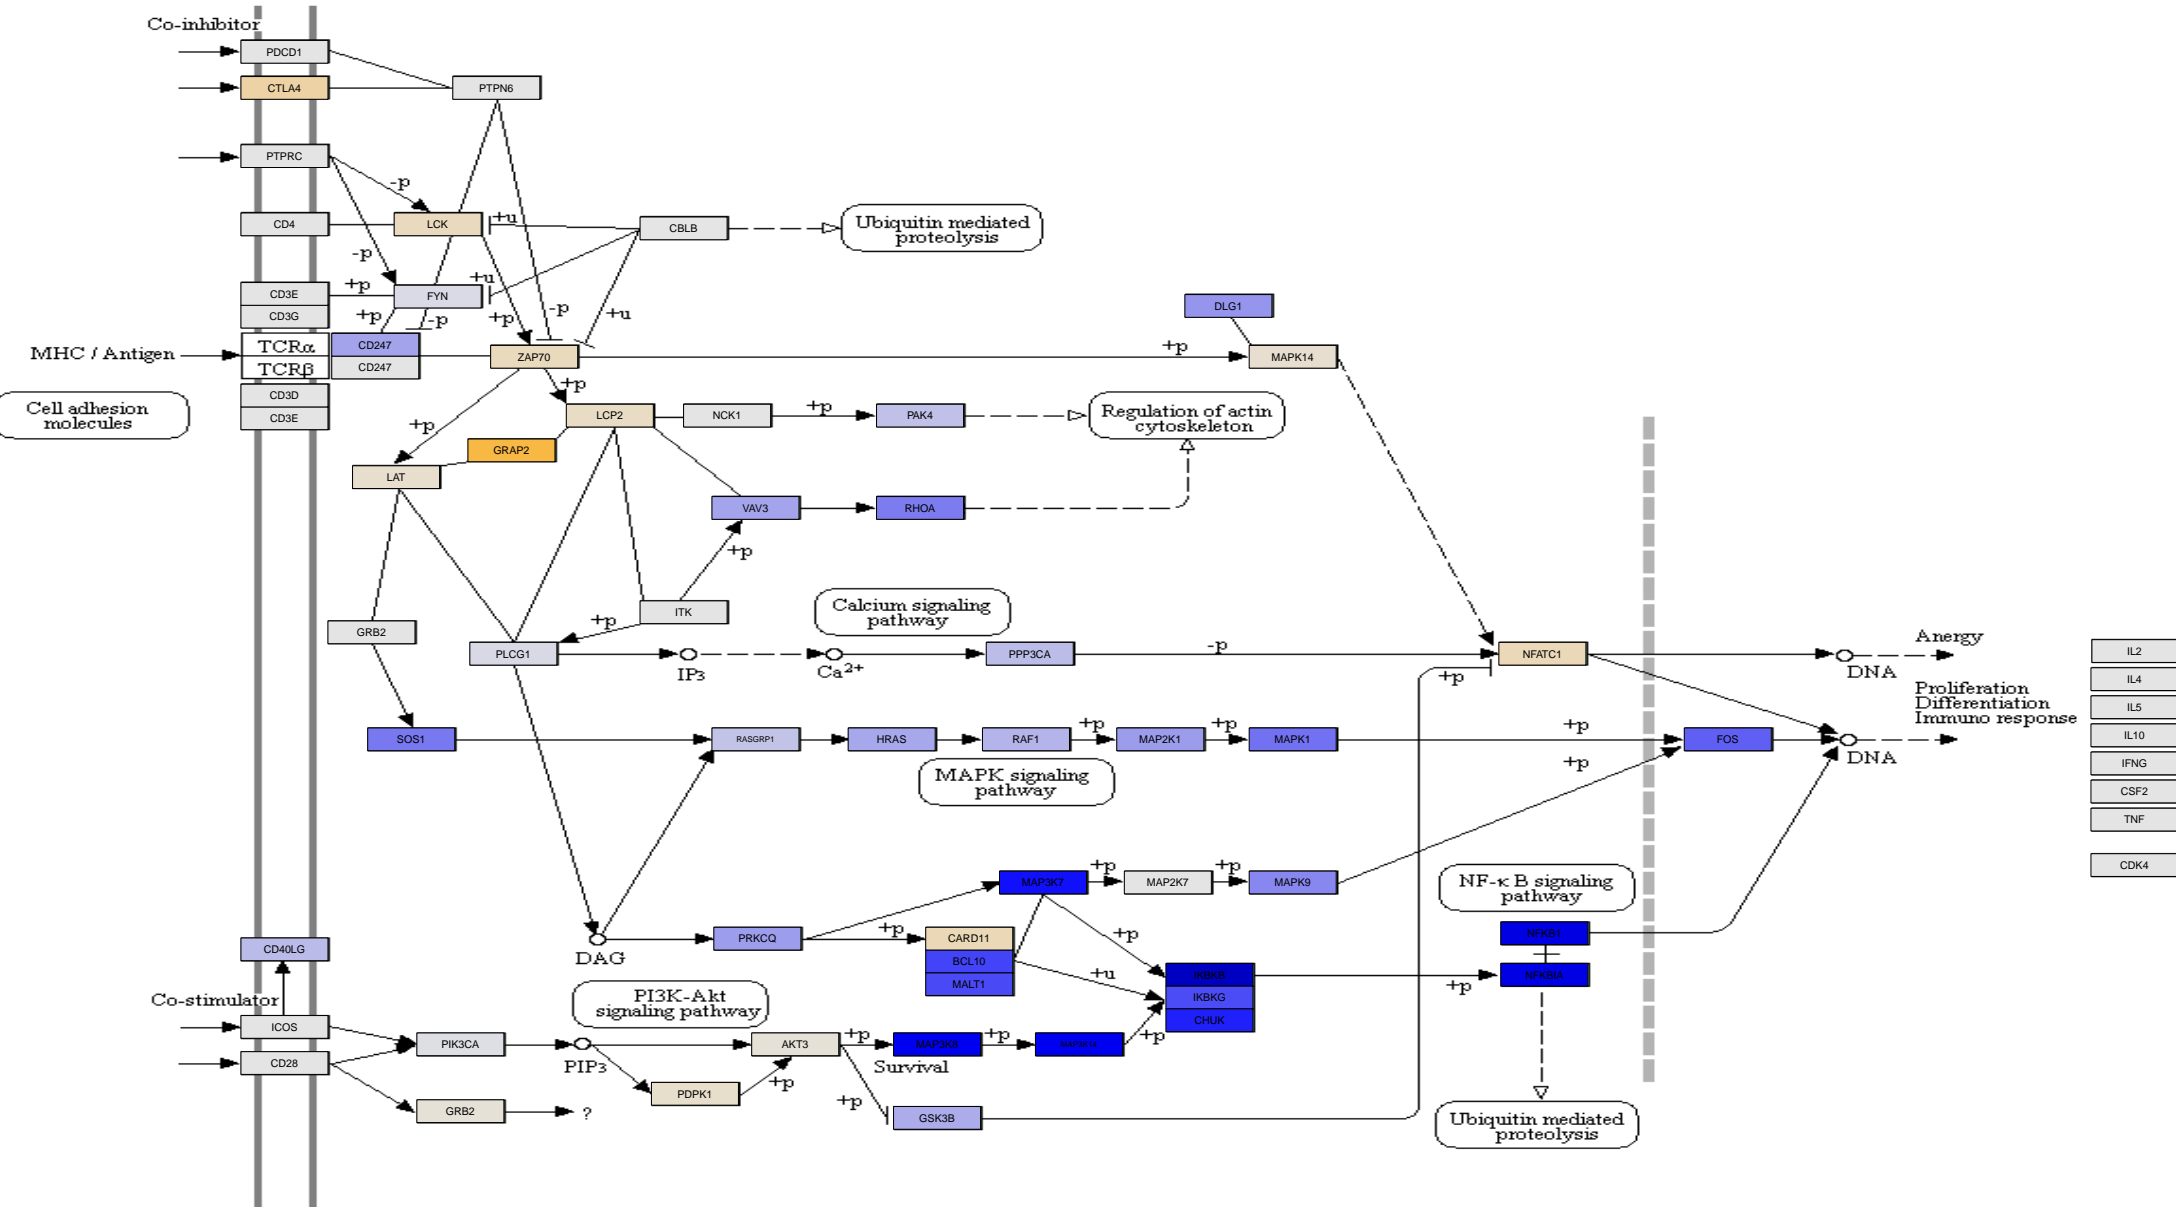 Co-inhibitor
PDCD1
CTLA4
PTPN6
PTPRC
-p
CD4
LCK
+u
CBLB
Ubiquitin mediated
proteolysis
-p
+u
CD3E
+p
FYN
CD3G
+p
-p
+p
-p
+u
DLG1
MHC / Antigen
TCRα
CD247
TCRβ
CD247
ZAP70
+p
MAPK14
CD3D
CD3E
+p
Cell adhesion
molecules
LCP2
NCK1
+p
PAK4
Regulation of actin
cytoskeleton
+p
GRAP2
LAT
VAV3
RHOA
+p
Calcium signaling
pathway
ITK
+p
GRB2
PLCG1
IP3
Ca2+
PPP3CA
-p
+p
NFATC1
DNA
Anergy
Proliferation
Differentiation
Immuno response
IL2
IL4
IL5
IL10
IFNG
CSF2
TNF
CDK4
SOS1
RASGRP1
HRAS
RAF1
+p
MAP2K1
+p
MAPK1
+p
FOS
DNA
+p
MAPK signaling
pathway
MAP3K7
+p
MAP2K7
+p
MAPK9
NF-κ B signaling
pathway
CD40LG
DAG
PRKCQ
+p
CARD11
BCL10
MALT1
+p
+u
IKBKB
IKBKG
CHUK
+p
NFKB1
NFKBIA
Co-stimulator
ICOS
CD28
PI3K-Akt
signaling pathway
PIK3CA
PIP3
AKT3
+p
MAP3K8
+p
MAP3K14
+p
Survival
PDPK1
+p
+p
GRB2
?
GSK3B
Ubiquitin mediated
proteolysis